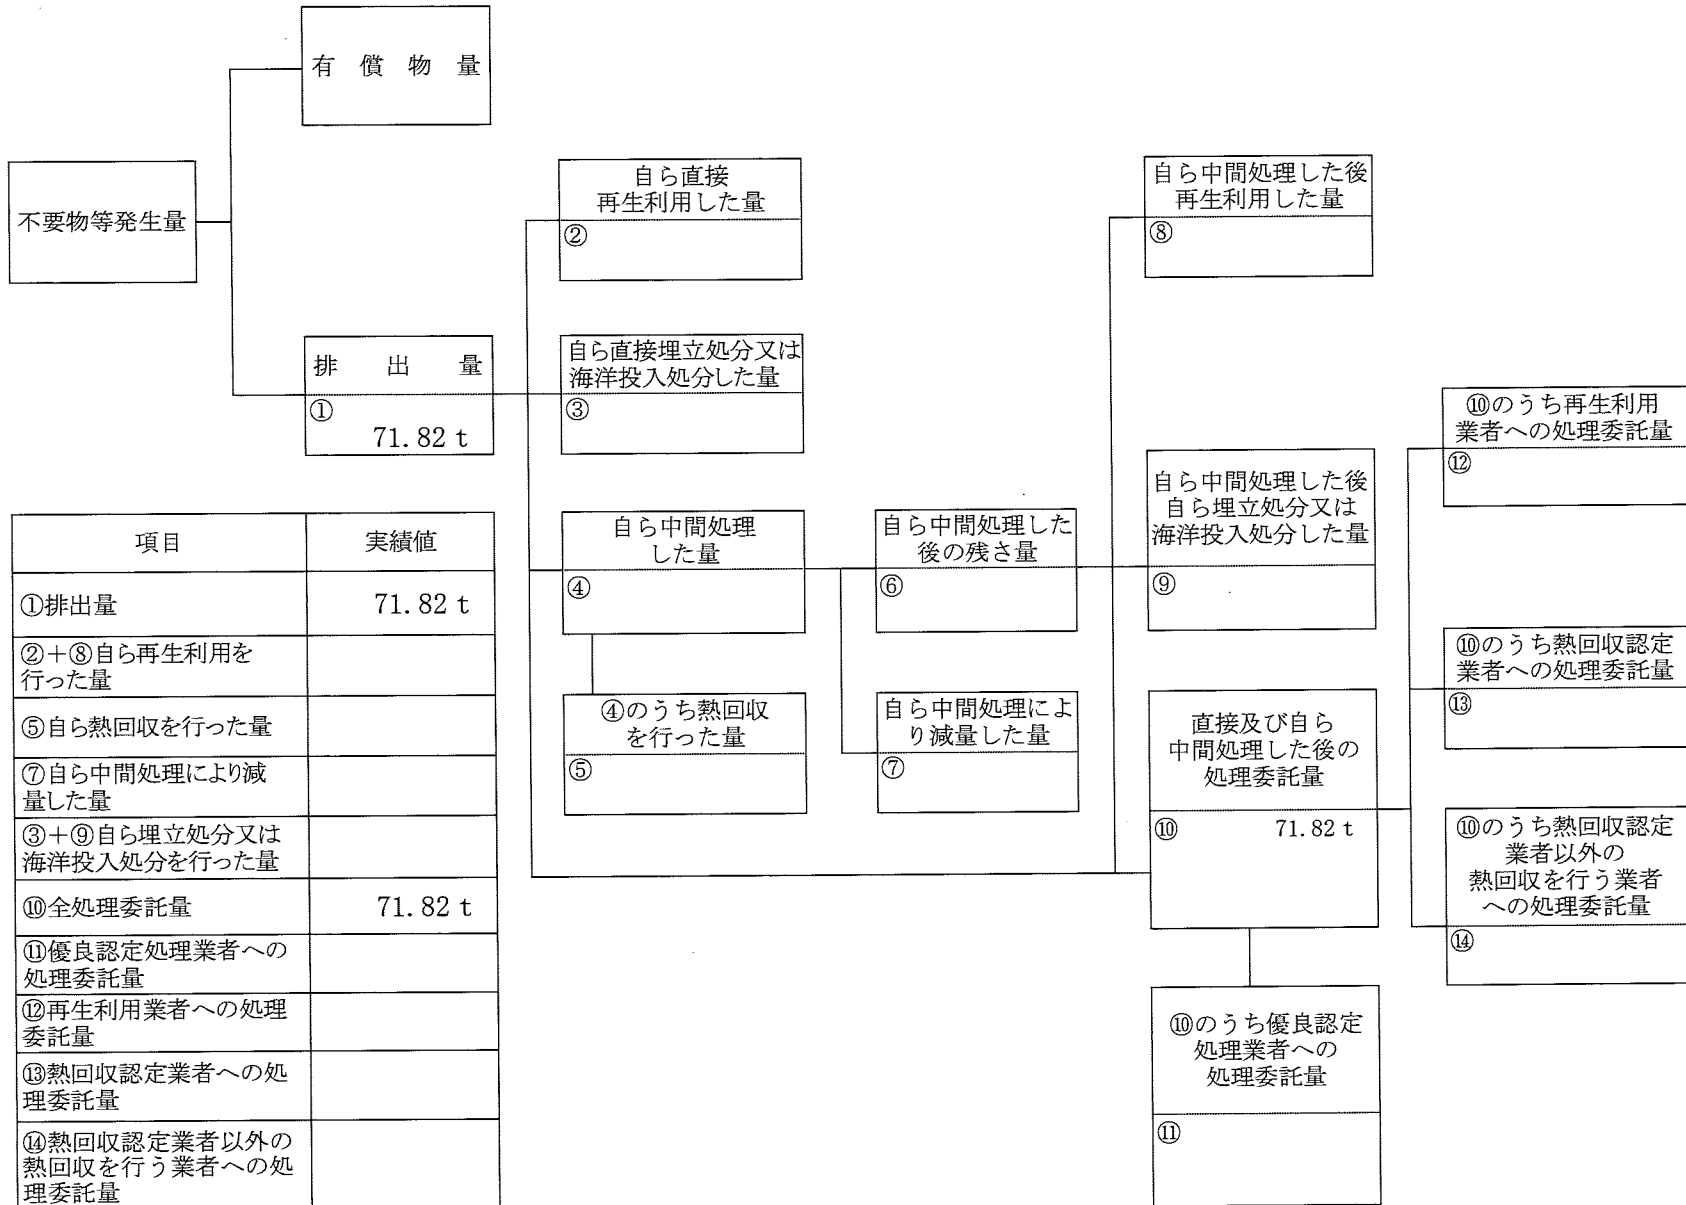 有償物量
不要物等発生量
排出量
①
71.82 t
自ら直接
再生利用した量
②
自ら直接埋立処分又は
海洋投入処分した量
③
自ら中間処理
した量
④
④のうち熱回収
を行った量
⑤
自ら中間処理した
後の残さ量
⑥
自ら中間処理によ
り減量した量
⑦
自ら中間処理した後
再生利用した量
⑧
自ら中間処理した後
自ら埋立処分又は
海洋投入処分した量
⑨
直接及び自ら
中間処理した後の
処理委託量
⑩ 71.82 t
⑩のうち優良認定
処理業者への
処理委託量
⑪
⑩のうち再生利用
業者への処理委託量
⑫
⑩のうち熱回収認定
業者への処理委託量
⑬
⑩のうち熱回収認定
業者以外の
熱回収を行う業者
への処理委託量
⑭
項目 実績値
①排出量 71.82 t
②+⑧自ら再生利用を
行った量
⑤自ら熱回収を行った量
⑦自ら中間処理により減
量した量
③+⑨自ら埋立処分又は
海洋投入処分を行った量
⑩全処理委託量 71.82 t
⑪優良認定処理業者への
処理委託量
⑫再生利用業者への処理
委託量
⑬熱回収認定業者への処
理委託量
⑭熱回収認定業者以外の
熱回収を行う業者への処
理委託量